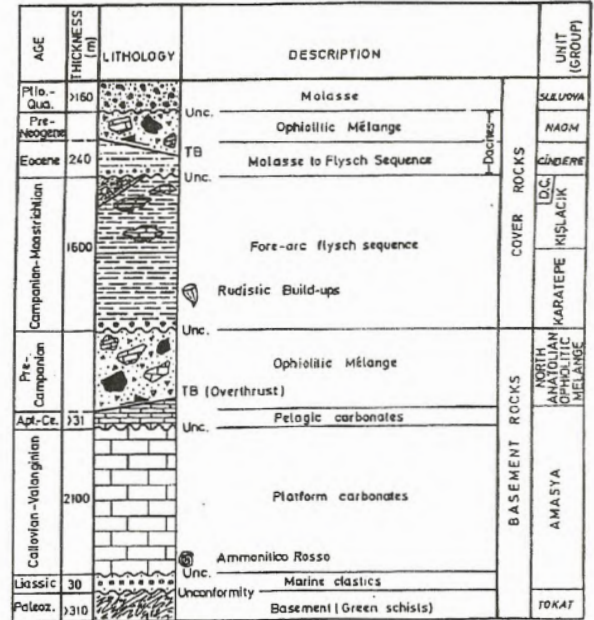 AGE THICKNESS (m) LITHOLOGY DESCRIPTION UNIT (GROUP)
Plio.-Qua. >160 Molasse SULUOVA
Unc.
Pre-Neogene Ophiolitic Mélange NAOM
TB
Eocene 240 Molasse to Flysch Sequence CİNDERE
Dacites
Unc.
D.C.
Campanian-Maastrichtian 1600 Fore-arc flysch sequence KIŞLACIK
COVER ROCKS
Rudistic Build-ups KARATEPE
Unc.
Pre-Campanian Ophiolitic Mélange NORTH ANATOLIAN OPHIOLITIC MELANGE
TB (Overthrust)
Apt.-Ce. >31 Pelagic carbonates
Unc.
BASEMENT ROCKS
Callovian-Valanginian 2100 Platform carbonates AMASYA
Ammonitico Rosso
Unc.
Liassic 30 Marine clastics
Unconformity
Paleoz. >310 Basement (Green schists) TOKAT